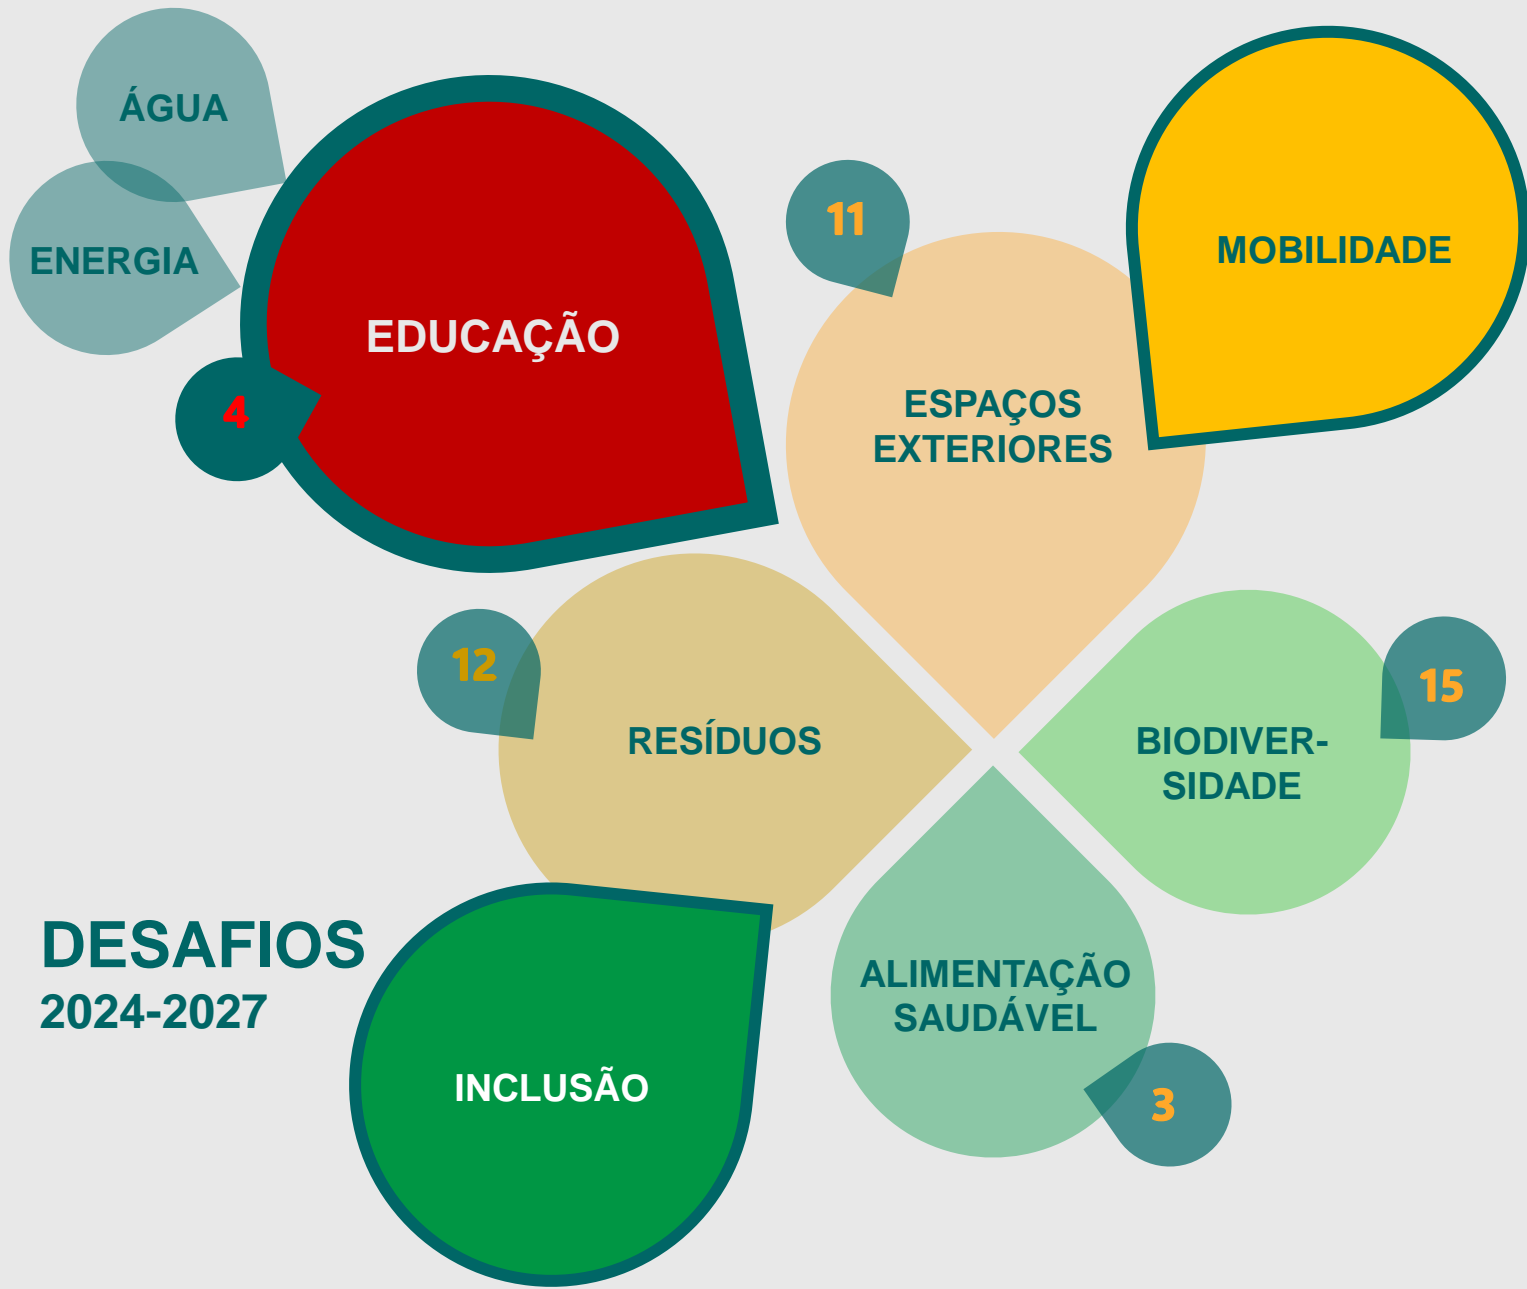 ÁGUA
ENERGIA
EDUCAÇÃO
4
11
MOBILIDADE
ESPAÇOS
EXTERIORES
12
RESÍDUOS
15
BIODIVER-
SIDADE
DESAFIOS
2024-2027
ALIMENTAÇÃO
SAUDÁVEL
3
INCLUSÃO